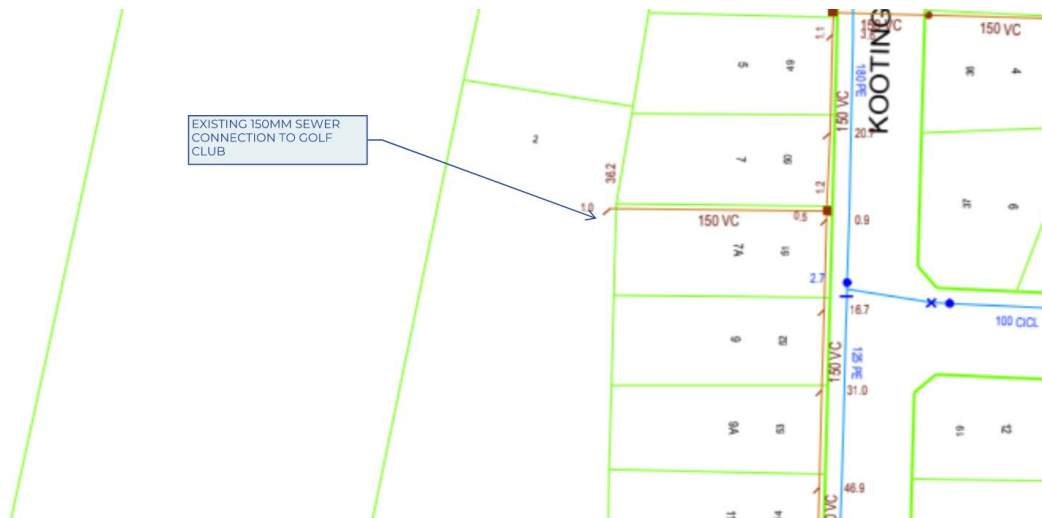 EXISTING 150MM SEWER
CONNECTION TO GOLF
CLUB
KOOTING
150 VC
1.1
180 PE
5
49
36
4
150 VC
20.7
2
7
50
36.2
1.2
1.0
150 VC
0.5
0.9
37
6
7A
51
2.7
16.7
100 CICL
9
52
150 VC
125 PE
31.0
9A
53
19
12
46.9